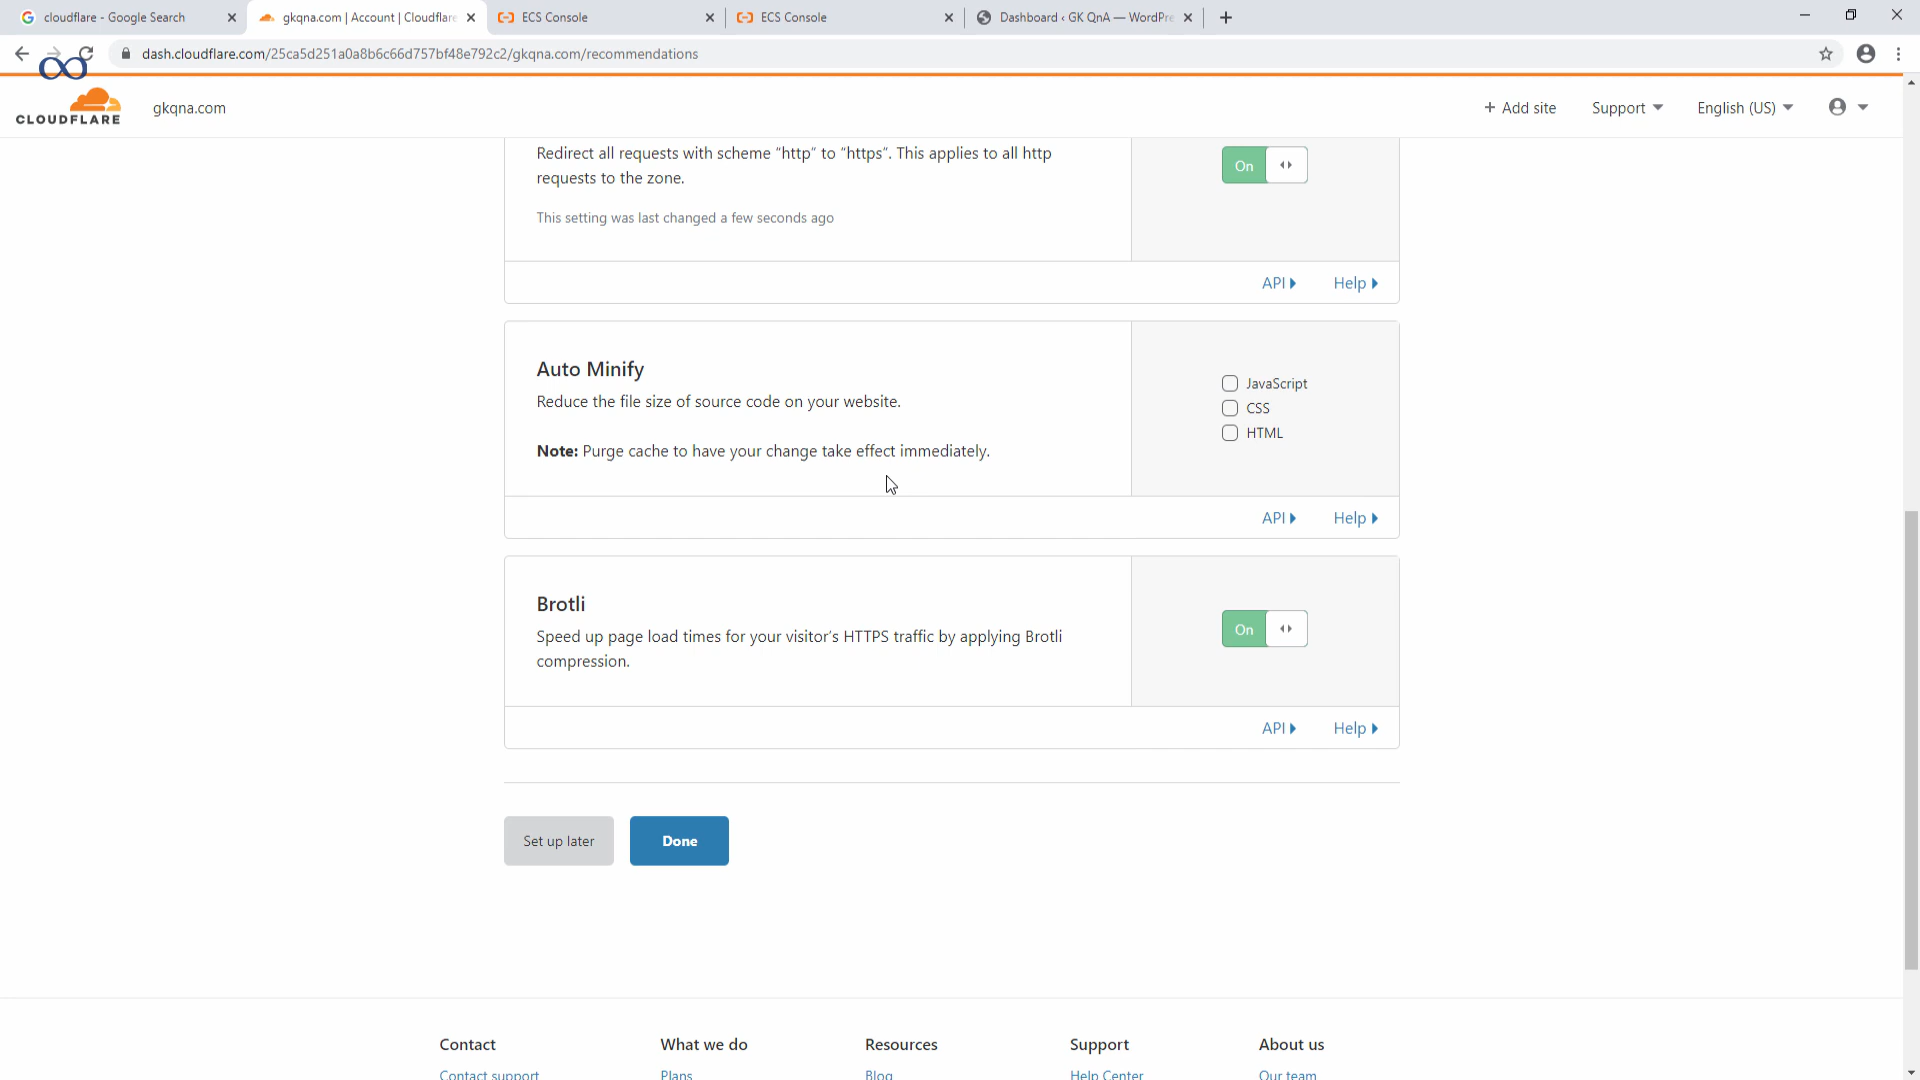 cloudflare - Google Search
gkqna.com | Account | Cloudflare
ECS Console
ECS Console
Dashboard ‹ GK QnA — WordPre
dash.cloudflare.com/25ca5d251a0a8b6c66d757bf48e792c2/gkqna.com/recommendations
CLOUDFLARE
gkqna.com
+ Add site
Support
English (US)
Redirect all requests with scheme “http” to “https”. This applies to all http
requests to the zone.
On
This setting was last changed a few seconds ago
API
Help
Auto Minify
Reduce the file size of source code on your website.
Note: Purge cache to have your change take effect immediately.
JavaScript
CSS
HTML
API
Help
Brotli
Speed up page load times for your visitor’s HTTPS traffic by applying Brotli
compression.
On
API
Help
Set up later
Done
Contact
What we do
Resources
Support
About us
Contact support
Plans
Blog
Help Center
Our team